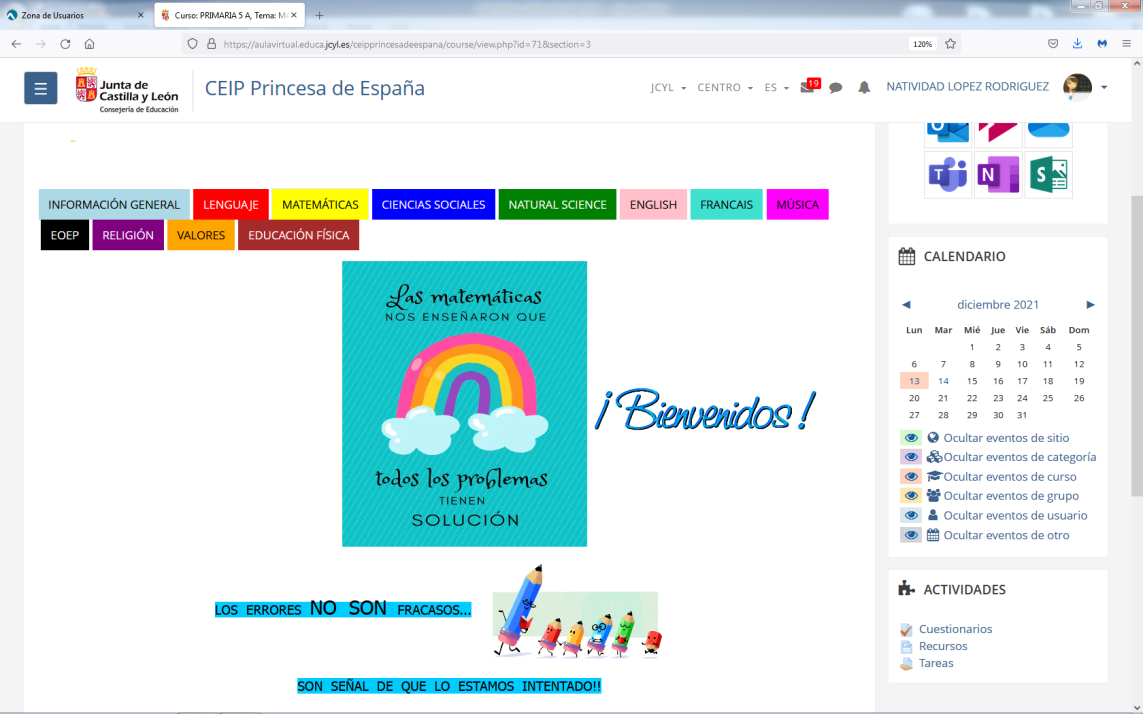 Zona de Usuarios
Curso: PRIMARIA 5 A, Tema: M
https://aulavirtual.educa.jcyl.es/ceipprincesadeespana/course/view.php?id=71&section=3
120%
Junta de
Castilla y León
Consejería de Educación
CEIP Princesa de España
JCYL CENTRO ES 19 NATIVIDAD LOPEZ RODRIGUEZ
INFORMACIÓN GENERAL LENGUAJE MATEMÁTICAS CIENCIAS SOCIALES NATURAL SCIENCE ENGLISH FRANCAIS MÚSICA
EOEP RELIGIÓN VALORES EDUCACIÓN FÍSICA
Las matemáticas
NOS ENSEÑARON QUE
todos los problemas
TIENEN
SOLUCIÓN
¡Bienvenidos!
LOS ERRORES NO SON FRACASOS...
SON SEÑAL DE QUE LO ESTAMOS INTENTADO!!
N
S
CALENDARIO
diciembre 2021
Lun Mar Mié Jue Vie Sáb Dom
1 2 3 4 5
6 7 8 9 10 11 12
13 14 15 16 17 18 19
20 21 22 23 24 25 26
27 28 29 30 31
Ocultar eventos de sitio
Ocultar eventos de categoría
Ocultar eventos de curso
Ocultar eventos de grupo
Ocultar eventos de usuario
Ocultar eventos de otro
ACTIVIDADES
Cuestionarios
Recursos
Tareas